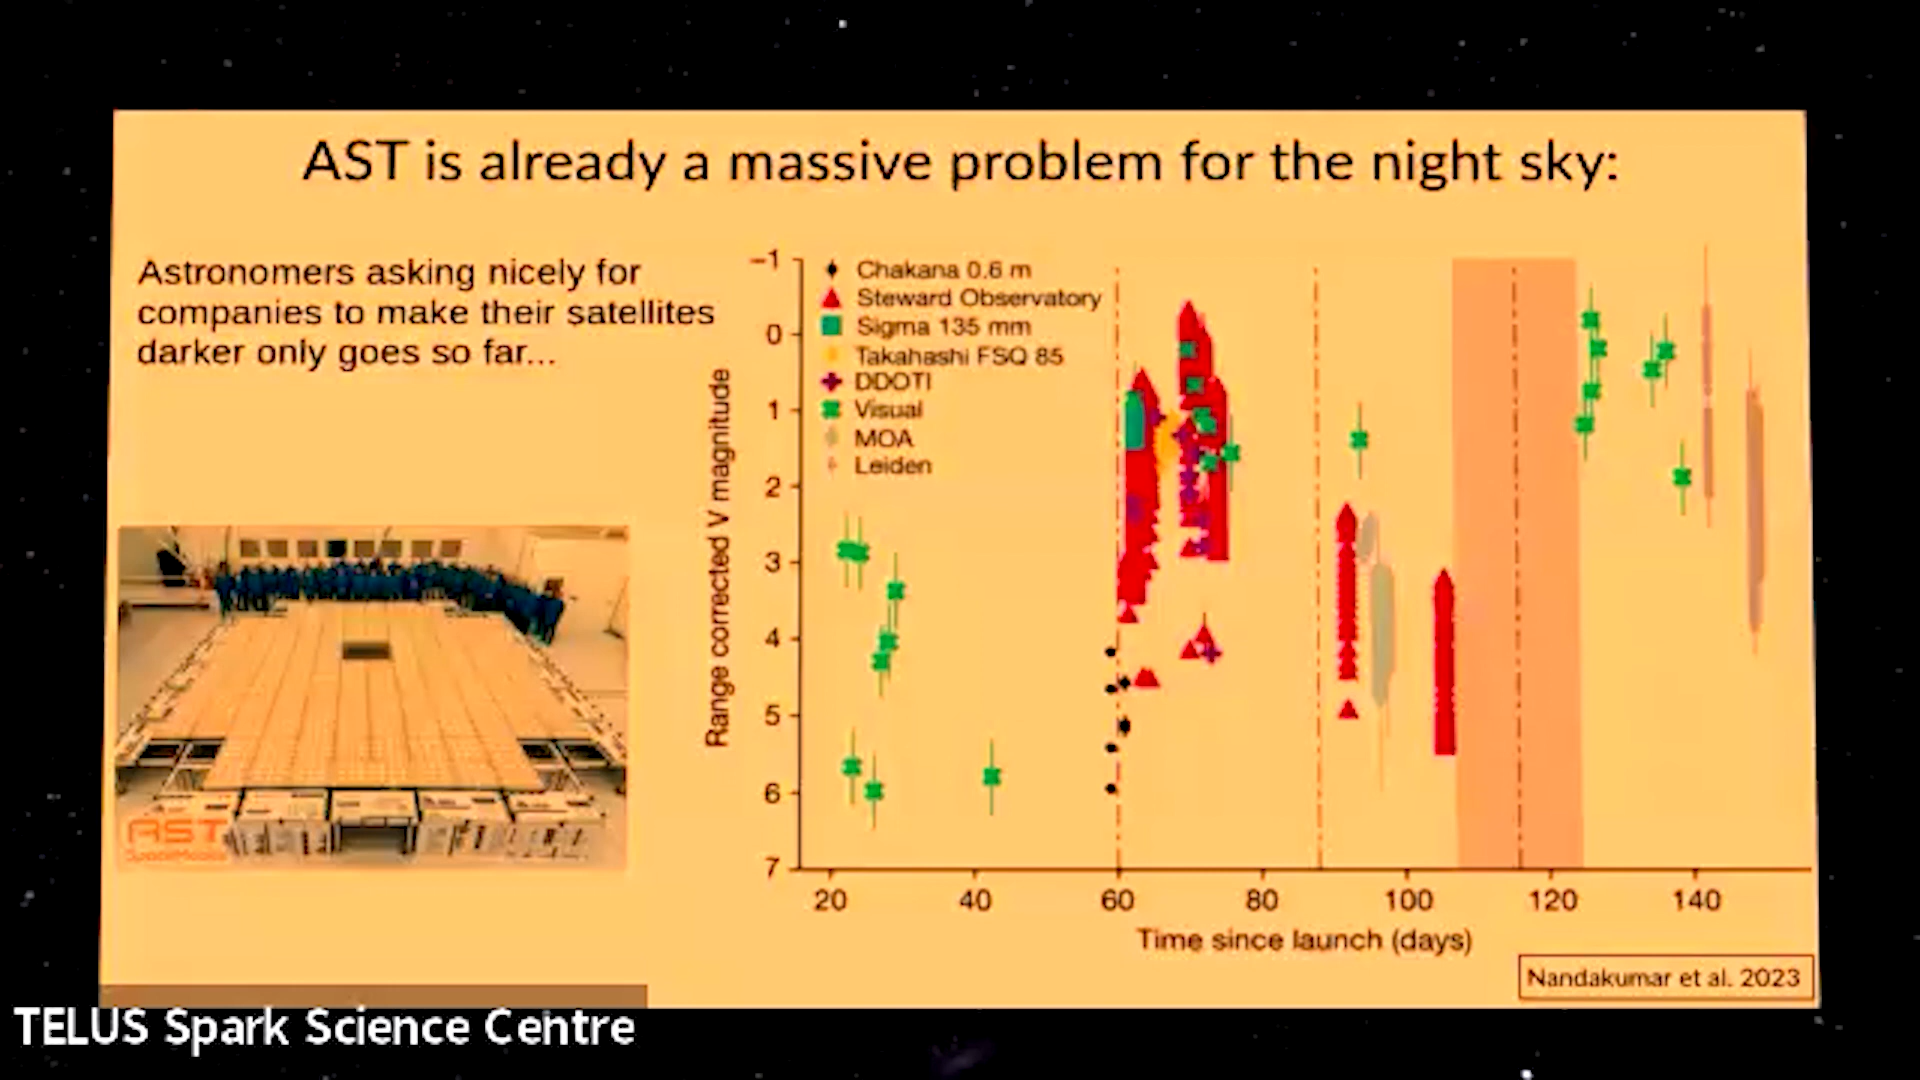 AST is already a massive problem for the night sky:
Astronomers asking nicely for
companies to make their satellites
darker only goes so far...
−1
0
1
2
3
4
5
6
7
Range corrected V magnitude
Chakana 0.6 m
Steward Observatory
Sigma 135 mm
Takahashi FSQ 85
DDOTI
Visual
MOA
Leiden
20 40 60 80 100 120 140
Time since launch (days)
AST
SpaceMobile
Nandakumar et al. 2023
TELUS Spark Science Centre